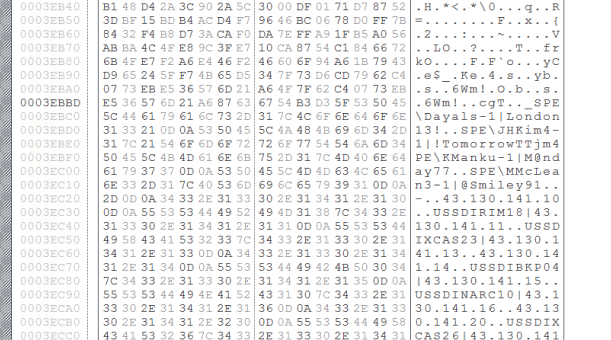 0003EB40 B1 48 D4 2A 3C 90 2A 5C 30 00 DF 01 71 D7 87 52 .H.*<.*\0...q..R
0003EB50 3D BF 15 BD B4 AC D4 F7 96 46 BC 06 78 D0 FF 7B =........F..x..{
0003EB60 84 32 F4 B8 D7 3A CA F0 DA 7E FF A9 1F B5 A0 56 .2...:...~.....V
0003EB70 AB BA 4C 4F E8 9C 3F E7 10 CA 87 54 C1 84 66 72 ..LO..?....T..fr
0003EB80 6B 4F E7 F2 A6 E4 46 F2 46 60 6F 94 A6 1B 79 43 kO....F.F`o...yC
0003EB90 D9 65 24 5F F7 4B 65 D5 34 7F 73 D6 CD 79 62 C4 .e$_.Ke.4.s..yb.
0003EBA0 07 73 EB E5 36 57 6D 21 A6 4F 7F 62 C4 07 73 EB .s..6Wm!.O.b..s.
0003EBBD E5 36 57 6D 21 A6 87 63 67 54 B3 D3 5F 53 50 45 .6Wm!..cgT.._SPE
0003EBC0 5C 44 61 79 61 6C 73 2D 31 7C 4C 6F 6E 64 6F 6E \Dayals-1|London
0003EBD0 31 33 21 0D 0A 53 50 45 5C 4A 48 4B 69 6D 34 2D 13!..SPE\JHKim4-
0003EBE0 31 7C 21 54 6F 6D 6F 72 72 6F 77 54 54 6A 6D 34 1|!TomorrowTTjm4
0003EBF0 50 45 5C 4B 4D 61 6E 6B 75 2D 31 7C 4D 40 6E 64 PE\KManku-1|M@nd
0003EC00 61 79 37 37 0D 0A 53 50 45 5C 4D 4D 63 4C 65 61 ay77..SPE\MMcLea
0003EC10 6E 33 2D 31 7C 40 53 6D 69 6C 65 79 39 31 0D 0A n3-1|@Smiley91..
0003EC20 2D 0D 0A 34 33 2E 31 33 30 2E 31 34 31 2E 31 30 -..43.130.141.10
0003EC30 0D 0A 55 53 53 44 49 52 49 4D 31 38 7C 34 33 2E ..USSDIRIM18|43.
0003EC40 31 33 30 2E 31 34 31 2E 31 31 0D 0A 55 53 53 44 130.141.11..USSD
0003EC50 49 58 43 41 53 32 33 7C 34 33 2E 31 33 30 2E 31 IXCAS23|43.130.1
0003EC60 34 31 2E 31 33 0D 0A 34 33 2E 31 33 30 2E 31 34 41.13..43.130.14
0003EC70 31 2E 31 34 0D 0A 55 53 53 44 49 42 4B 50 30 34 1.14..USSDIBKP04
0003EC80 7C 34 33 2E 31 33 30 2E 31 34 31 2E 31 35 0D 0A |43.130.141.15..
0003EC90 55 53 53 44 49 4E 41 52 43 31 30 7C 34 33 2E 31 USSDINARC10|43.1
0003ECA0 33 30 2E 31 34 31 2E 31 36 0D 0A 34 33 2E 31 33 30.141.16..43.13
0003ECB0 30 2E 31 34 31 2E 32 30 0D 0A 55 53 53 44 49 58 0.141.20..USSDIX
0003ECC0 43 41 53 32 36 7C 34 33 2E 31 33 30 2E 31 34 31 CAS26|43.130.141